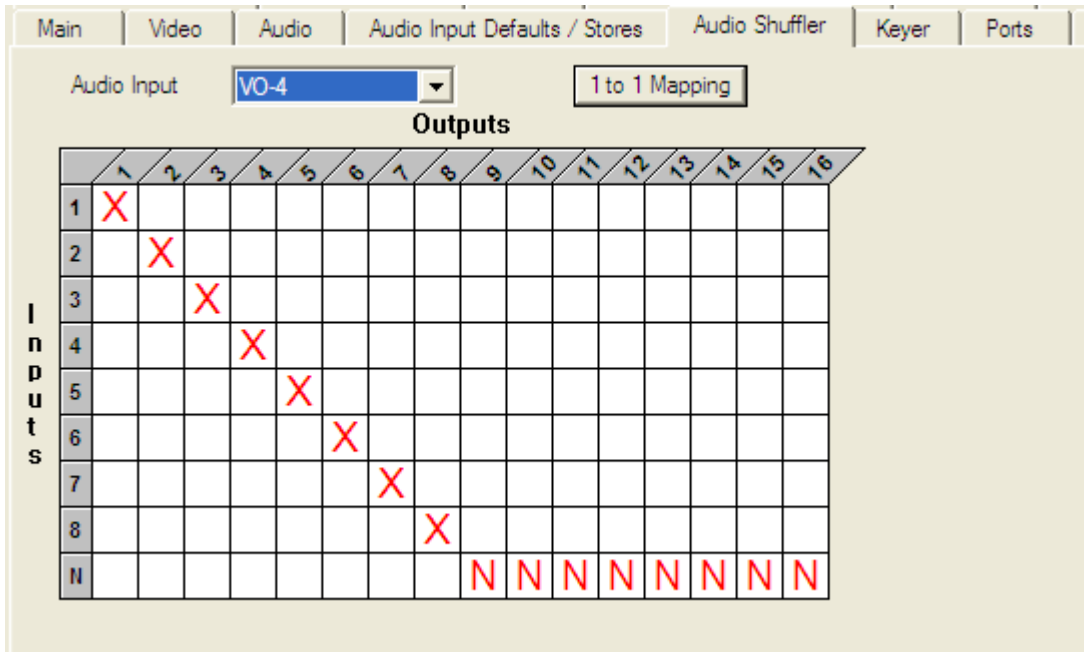 Main Video Audio Audio Input Defaults / Stores Audio Shuffler Keyer Ports
Audio Input VO-4 1 to 1 Mapping
Outputs
1 2 3 4 5 6 7 8 9 10 11 12 13 14 15 16
Inputs
1 X
2 X
3 X
4 X
5 X
6 X
7 X
8 X
N N N N N N N N N